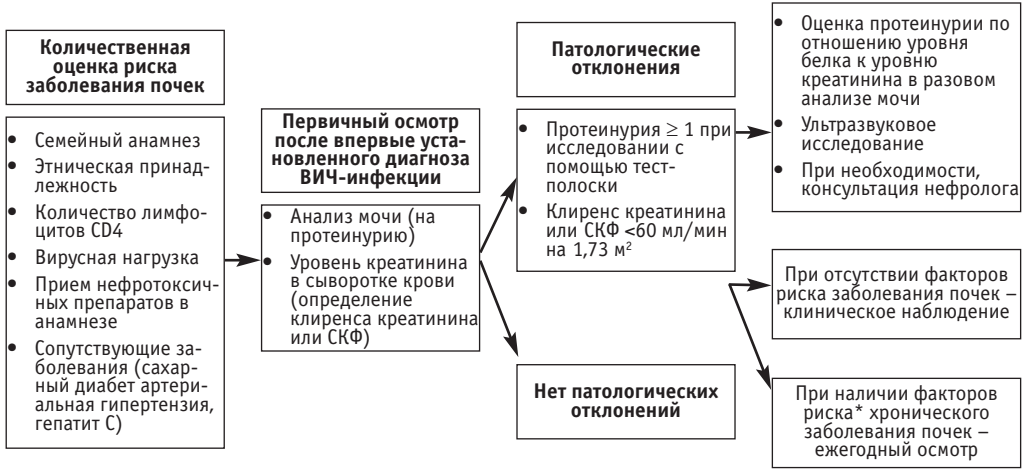 Количественная
оценка риска
заболевания почек
• Семейный анамнез
• Этническая принад-
лежность
• Количество лимфо-
цитов CD4
• Вирусная нагрузка
• Прием нефротоксич-
ных препаратов в
анамнезе
• Сопутствующие за-
болевания (сахар-
ный диабет артери-
альная гипертензия,
гепатит С)
Первичный осмотр
после впервые уста-
новленного диагноза
ВИЧ-инфекции
• Анализ мочи (на
протеинурию)
• Уровень креатинина
в сыворотке крови
(определение
клиренса креатинина
или СКФ)
Патологические
отклонения
• Протеинурия ≥ 1 при
исследовании с
помощью тест-
полоски
• Клиренс креатинина
или СКФ <60 мл/мин
на 1,73 м²
Нет патологических
отклонений
• Оценка протеинурии по
отношению уровня
белка к уровню
креатинина в разовом
анализе мочи
• Ультразвуковое
исследование
• При необходимости,
консультация нефролога
При отсутствии факторов
риска заболевания почек –
клиническое наблюдение
При наличии факторов
риска* хронического
заболевания почек –
ежегодный осмотр